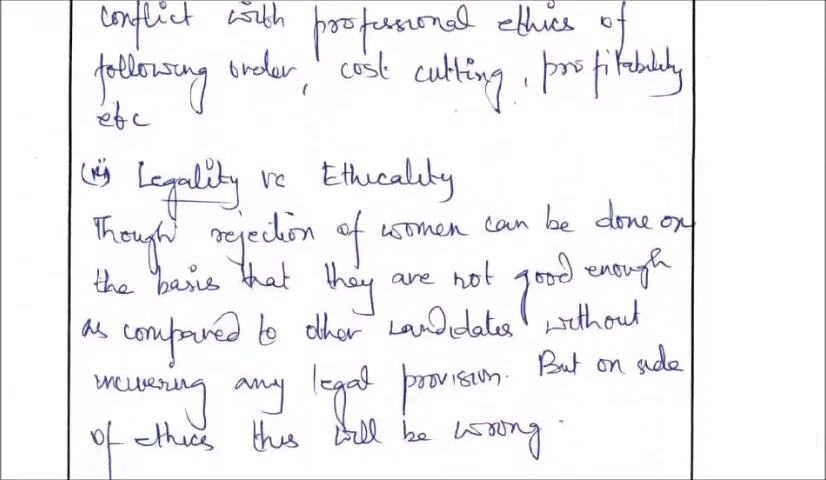 conflict with professional ethics of
following order, cost cutting, profitability
etc
(ii) Legality vs Ethicality
Though rejection of women can be done on
the basis that they are not good enough
as compared to other candidates without
incurring any legal provision. But on side
of ethics this will be wrong.